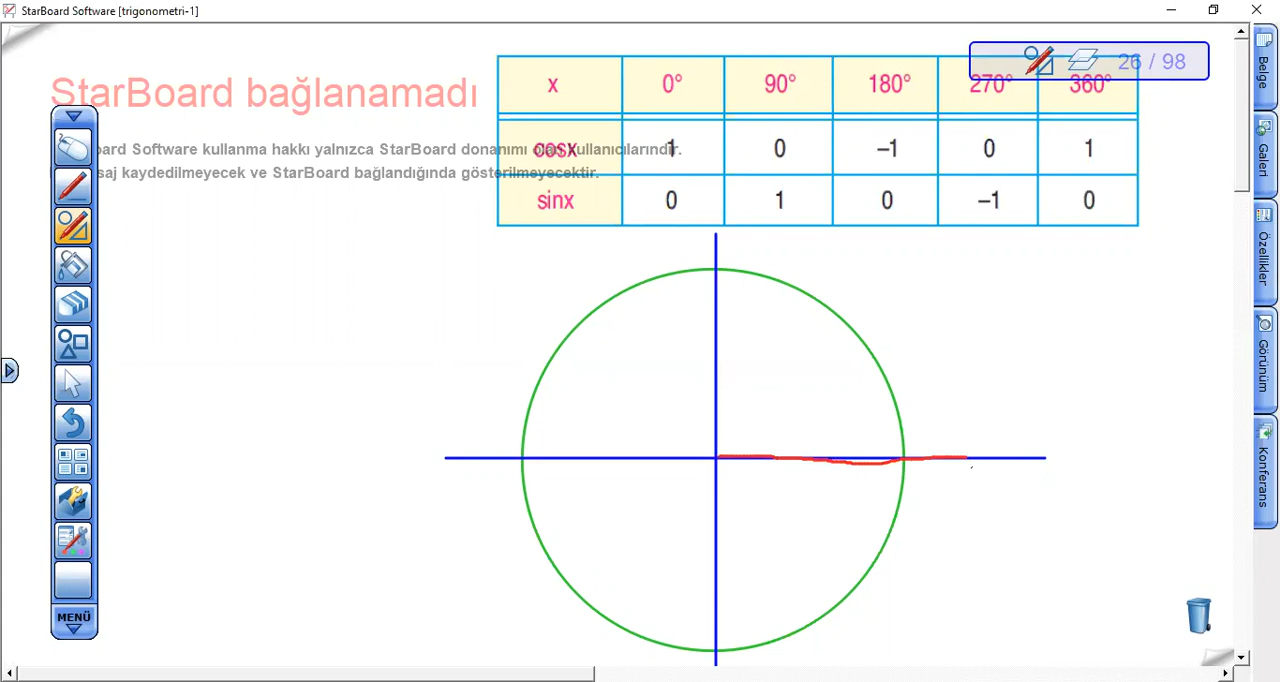 StarBoard Software [trigonometri-1]
StarBoard bağlanamadı
26 / 98
x 0° 90° 180° 270° 360°
board Software kullanma hakkı yalnızca StarBoard donanımı olan kullanıcılarındır.
cosx 1 0 –1 0 1
saj kaydedilmeyecek ve StarBoard bağlandığında gösterilmeyecektir.
sinx 0 1 0 –1 0
Belge
Galeri
Özellikler
Görünüm
Konferans
MENÜ